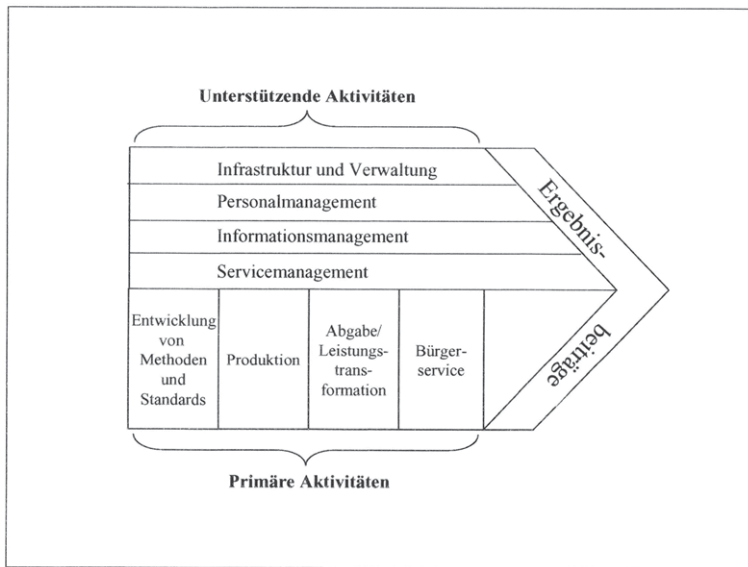 Unterstützende Aktivitäten
Infrastruktur und Verwaltung
Personalmanagement
Informationsmanagement
Servicemanagement
Ergebnis-
beiträge
Entwicklung
von
Methoden
und
Standards
Produktion
Abgabe/
Leistungs-
trans-
formation
Bürger-
service
Primäre Aktivitäten